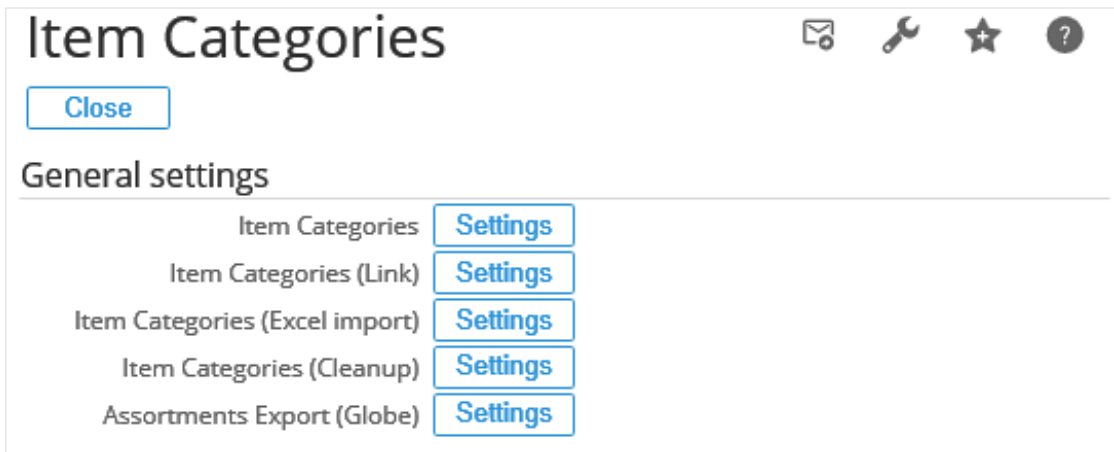 Item Categories
?
Close
General settings
Item Categories Settings
Item Categories (Link) Settings
Item Categories (Excel import) Settings
Item Categories (Cleanup) Settings
Assortments Export (Globe) Settings